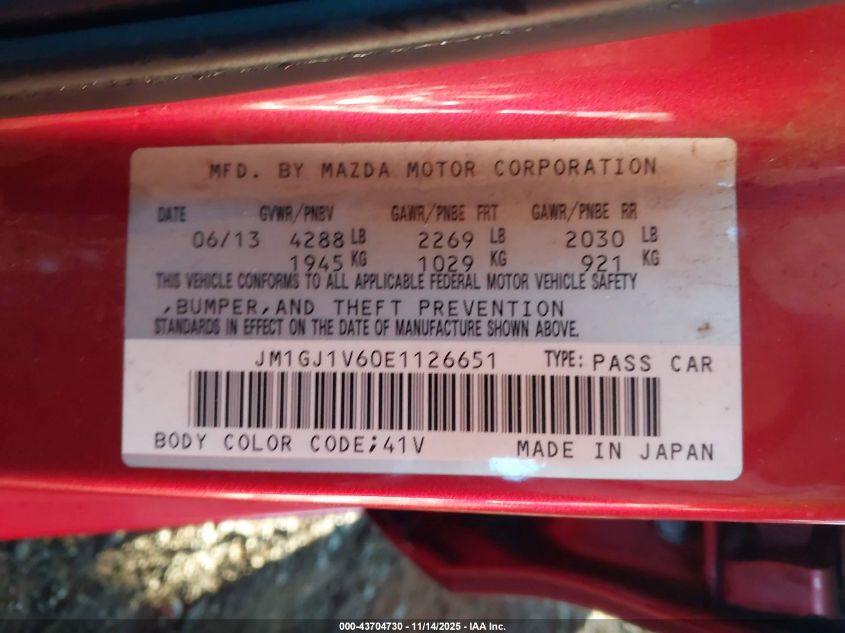 MFD. BY MAZDA MOTOR CORPORATION
DATE GVWR/PNBV GAWR/PNBE FRT GAWR/PNBE RR
06/13 4288 LB 2269 LB 2030 LB
1945 KG 1029 KG 921 KG
THIS VEHICLE CONFORMS TO ALL APPLICABLE FEDERAL MOTOR VEHICLE SAFETY
,BUMPER,AND THEFT PREVENTION
STANDARDS IN EFFECT ON THE DATE OF MANUFACTURE SHOWN ABOVE.
JM1GJ1V60E1126651 TYPE: PASS CAR
BODY COLOR CODE;41V MADE IN JAPAN
000-43704730 - 11/14/2025 - IAA Inc.